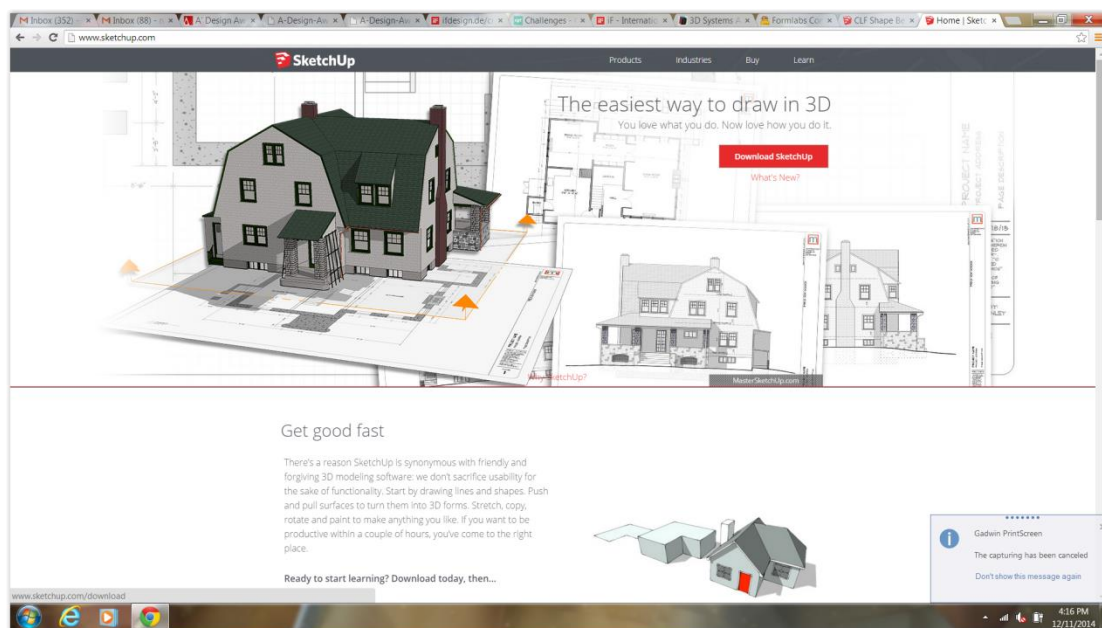 Inbox (352) -
Inbox (88) -
A' Design Aw
A-Design-Aw
A-Design-Aw
ifdesign.de/c
Challenges -
iF - Internatio
3D Systems A
Formlabs Cor
CLF Shape Be
Home | Sketc
www.sketchup.com
SketchUp
Products Industries Buy Learn
The easiest way to draw in 3D
You love what you do. Now love how you do it.
Download SketchUp
What's New?
PROJECT NAME
PROJECT ADDRESS
PAGE DESCRIPTION
Why SketchUp?
MasterSketchUp.com
Get good fast
There's a reason SketchUp is synonymous with friendly and
forgiving 3D modeling software: we don't sacrifice usability for
the sake of functionality. Start by drawing lines and shapes. Push
and pull surfaces to turn them into 3D forms. Stretch, copy,
rotate and paint to make anything you like. If you want to be
productive within a couple of hours, you've come to the right
place.
Ready to start learning? Download today, then...
Gadwin PrintScreen
The capturing has been canceled
Don't show this message again
www.sketchup.com/download
4:16 PM
12/11/2014